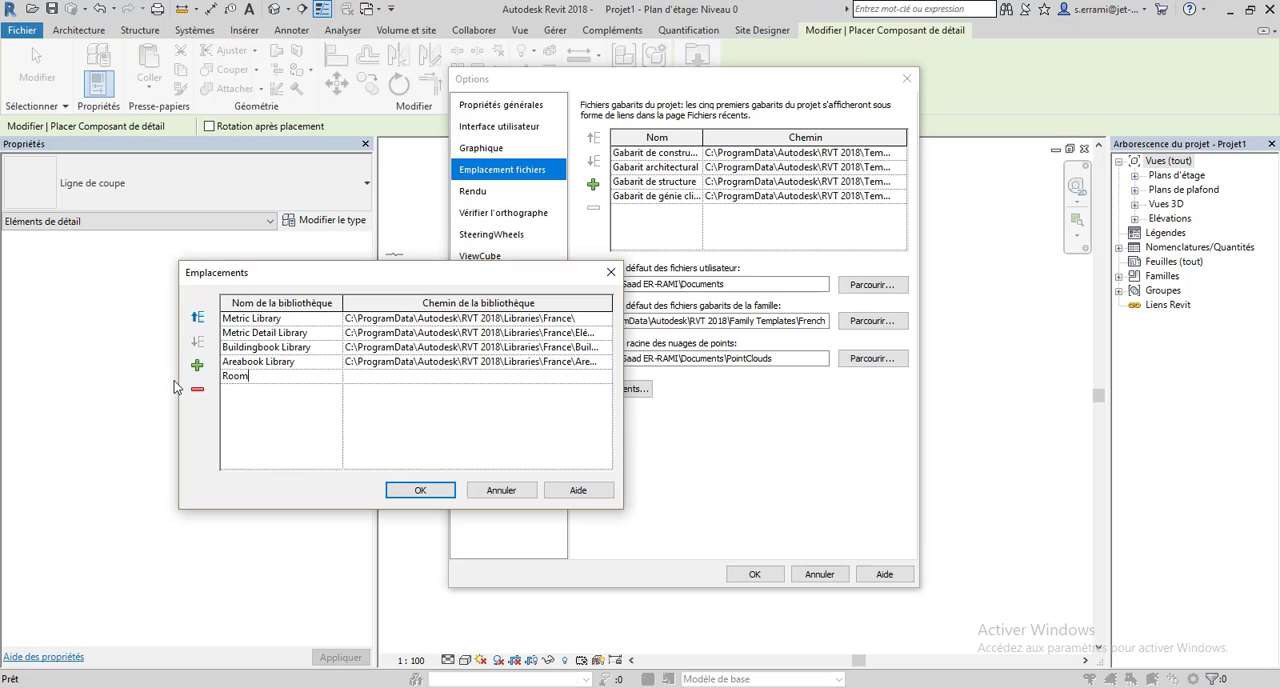 Autodesk Revit 2018 - Projet1 - Plan d'étage: Niveau 0
Entrez mot-clé ou expression
s.errami@jet-...
Fichier Architecture Structure Systèmes Insérer Annoter Analyser Volume et site Collaborer Vue Gérer Compléments Quantification Site Designer Modifier | Placer Composant de détail
Modifier
Coller
Ajuster
Couper
Attacher
Sélectionner Propriétés Presse-papiers Géométrie Modifier
Modifier | Placer Composant de détail
Rotation après placement
Propriétés
Ligne de coupe
Eléments de détail
Modifier le type
Aide des propriétés
Appliquer
Options
Propriétés générales
Interface utilisateur
Graphique
Emplacement fichiers
Rendu
Vérifier l'orthographe
SteeringWheels
ViewCube
Fichiers gabarits du projet: les cinq premiers gabarits du projet s'afficheront sous
forme de liens dans la page Fichiers récents.
Nom Chemin
Gabarit de constru... C:\ProgramData\Autodesk\RVT 2018\Tem...
Gabarit architectural C:\ProgramData\Autodesk\RVT 2018\Tem...
Gabarit de structure C:\ProgramData\Autodesk\RVT 2018\Tem...
Gabarit de génie cli... C:\ProgramData\Autodesk\RVT 2018\Tem...
défaut des fichiers utilisateur:
Saad ER-RAMI\Documents
Parcourir...
défaut des fichiers gabarits de la famille:
mData\Autodesk\RVT 2018\Family Templates\French
Parcourir...
racine des nuages de points:
Saad ER-RAMI\Documents\PointClouds
Parcourir...
ents...
OK Annuler Aide
Emplacements
Nom de la bibliothèque Chemin de la bibliothèque
Metric Library C:\ProgramData\Autodesk\RVT 2018\Libraries\France\
Metric Detail Library C:\ProgramData\Autodesk\RVT 2018\Libraries\France\Elé...
Buildingbook Library C:\ProgramData\Autodesk\RVT 2018\Libraries\France\Buil...
Areabook Library C:\ProgramData\Autodesk\RVT 2018\Libraries\France\Are...
Room
OK Annuler Aide
Arborescence du projet - Projet1
Vues (tout)
Plans d'étage
Plans de plafond
Vues 3D
Elévations
Légendes
Nomenclatures/Quantités
Feuilles (tout)
Familles
Groupes
Liens Revit
Activer Windows
Accédez aux paramètres pour activer Windows.
1 : 100
Prêt
:0
Modèle de base
:0